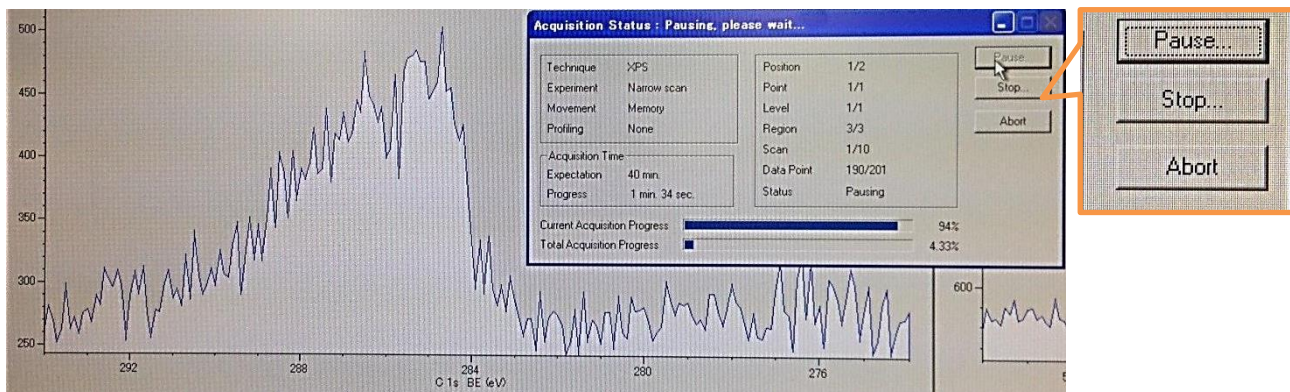 500
450
400
350
300
250
292
288
284
280
276
C 1s BE (eV)
Acquisition Status : Pausing, please wait...
Technique XPS
Experiment Narrow scan
Movement Memory
Profiling None
Acquisition Time
Expectation 40 min.
Progress 1 min. 34 sec.
Position 1/2
Point 1/1
Level 1/1
Region 3/3
Scan 1/10
Data Point 190/201
Status Pausing
Current Acquisition Progress 94%
Total Acquisition Progress 4.33%
Pause...
Stop...
Abort
600
Pause...
Stop...
Abort